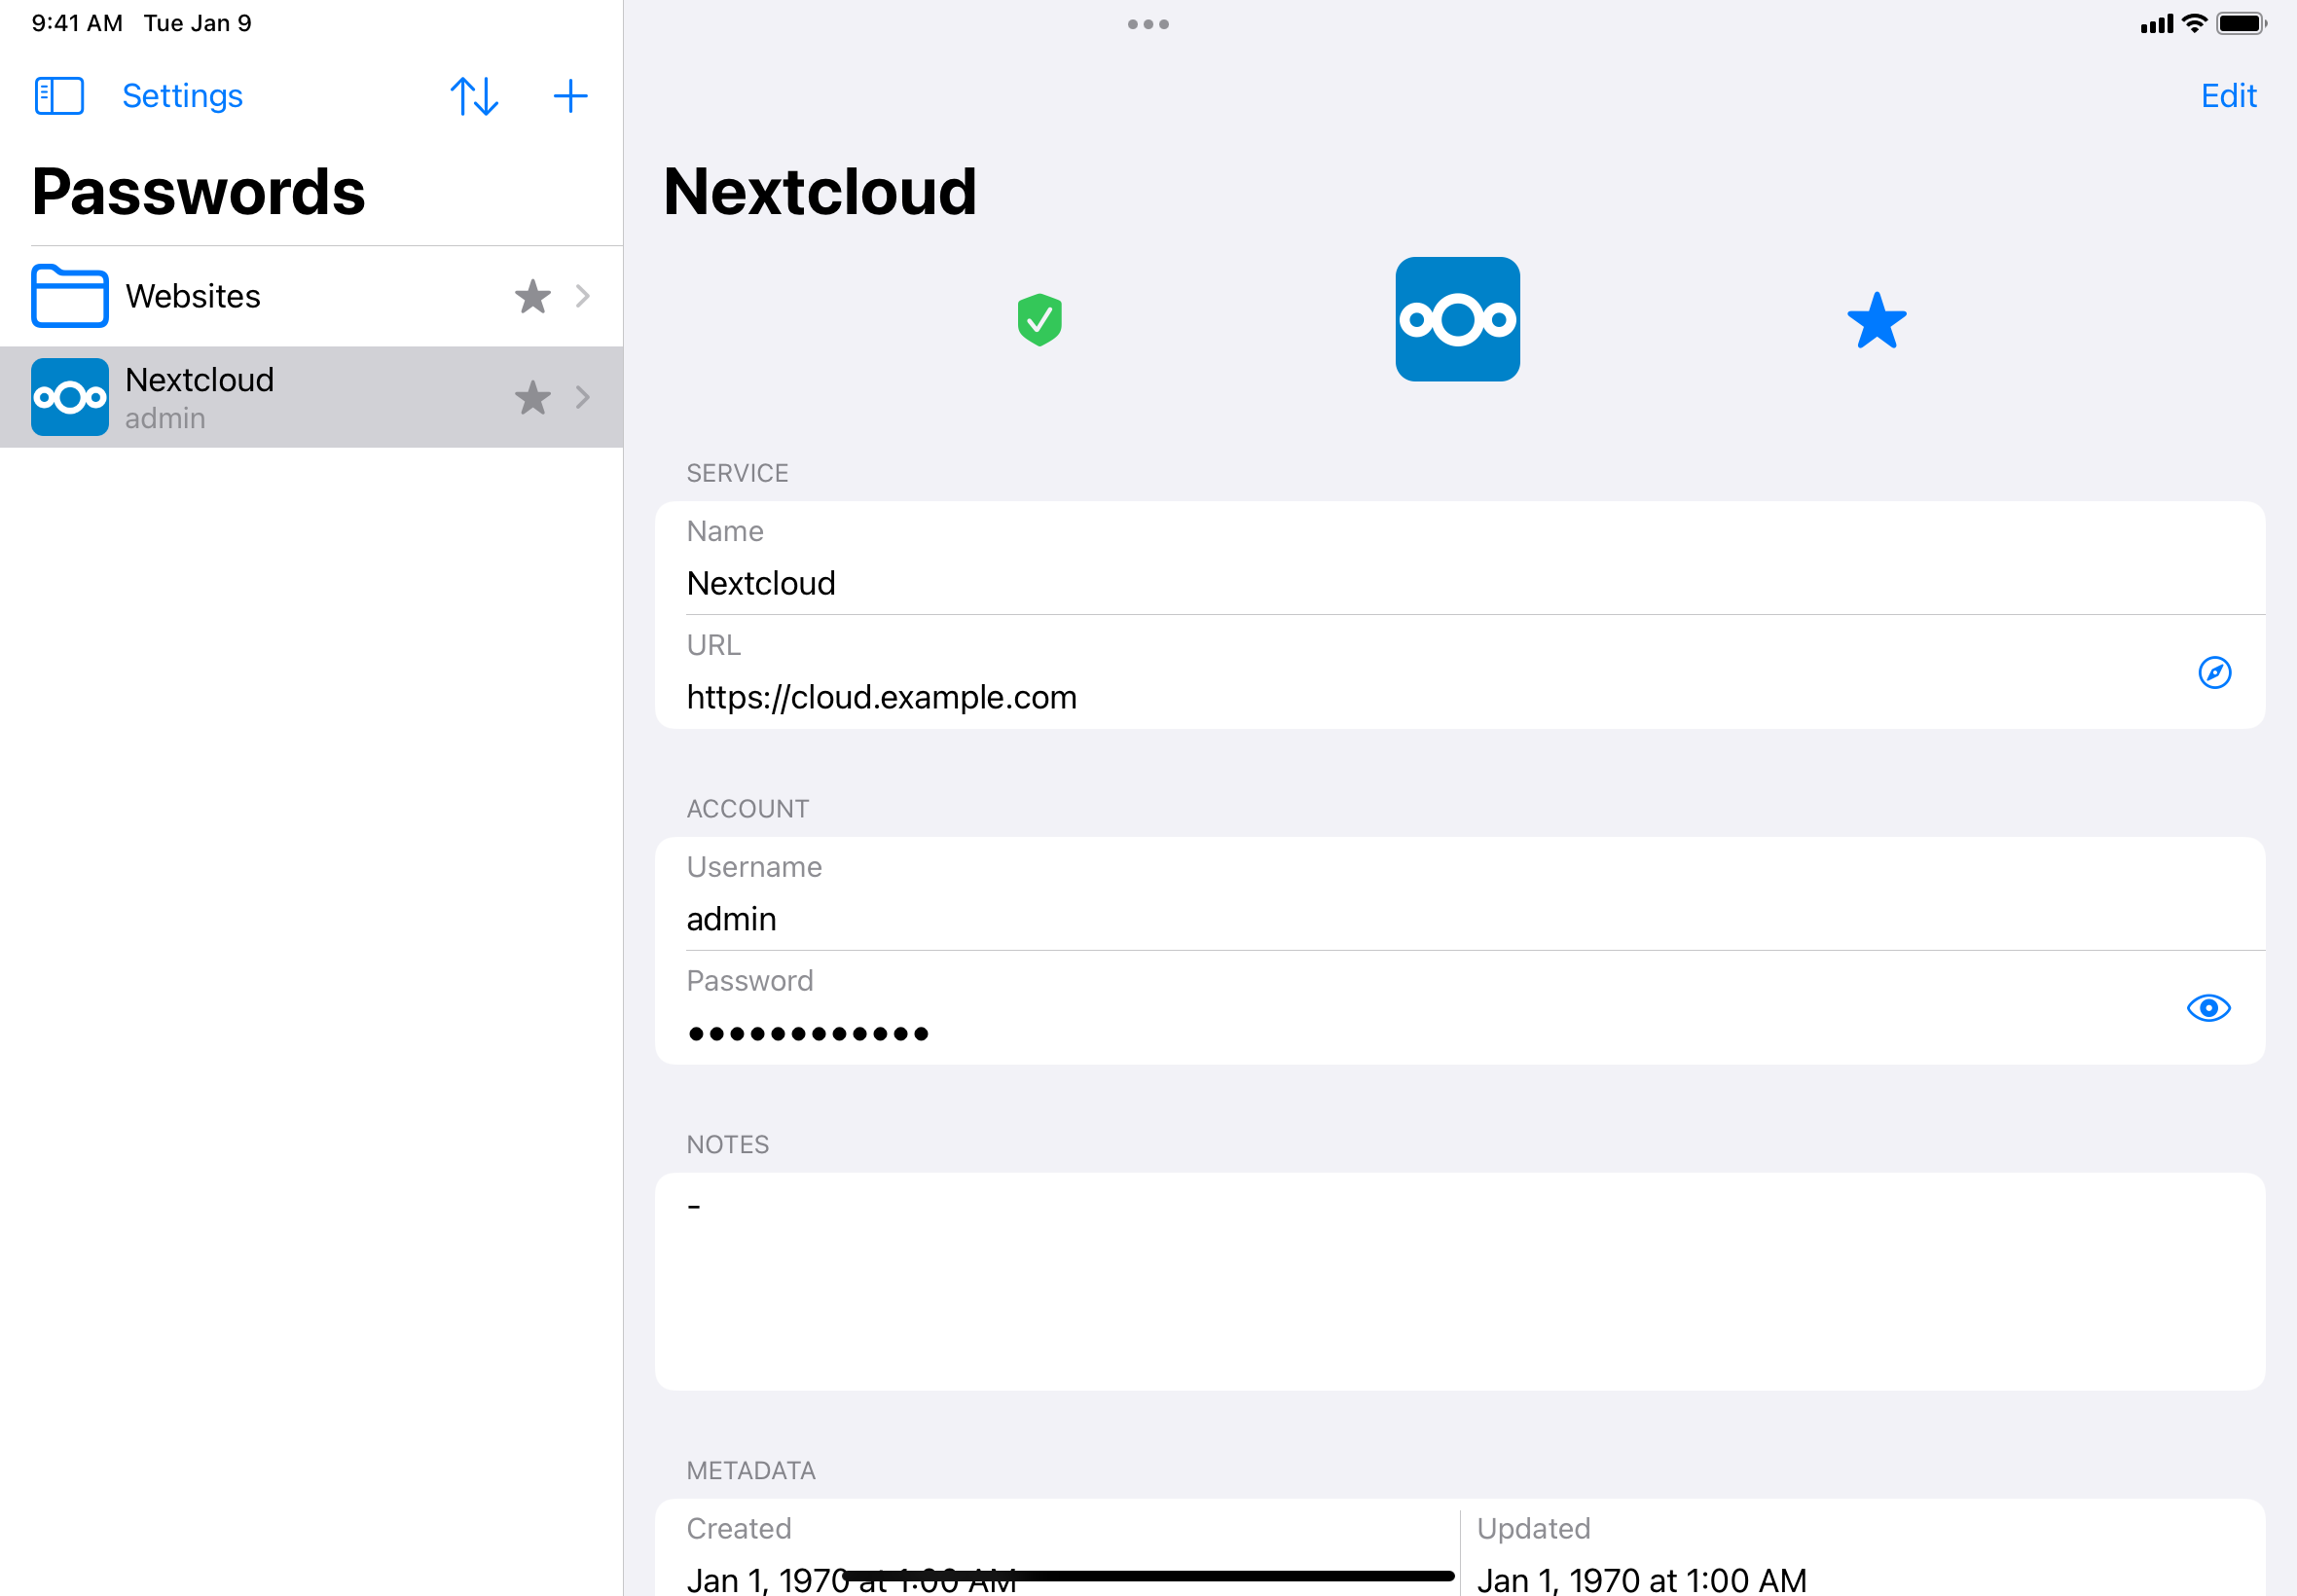 9:41 AM Tue Jan 9
Settings
Edit
Passwords
Websites
Nextcloud
admin
Nextcloud
SERVICE
Name
Nextcloud
URL
https://cloud.example.com
ACCOUNT
Username
admin
Password
••••••••••••
NOTES
-
METADATA
Created
Jan 1, 1970 at 1:00 AM
Updated
Jan 1, 1970 at 1:00 AM